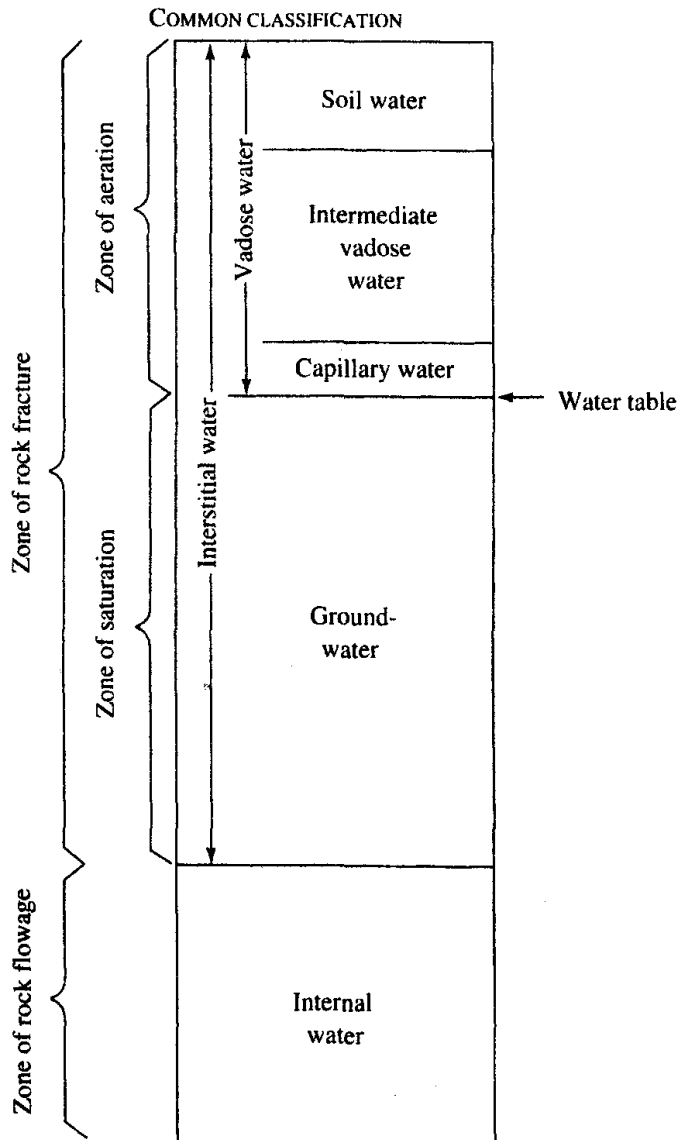 COMMON CLASSIFICATION
Zone of rock fracture
Zone of aeration
Interstitial water
Vadose water
Soil water
Intermediate
vadose
water
Capillary water
Water table
Zone of saturation
Ground-
water
Zone of rock flowage
Internal
water